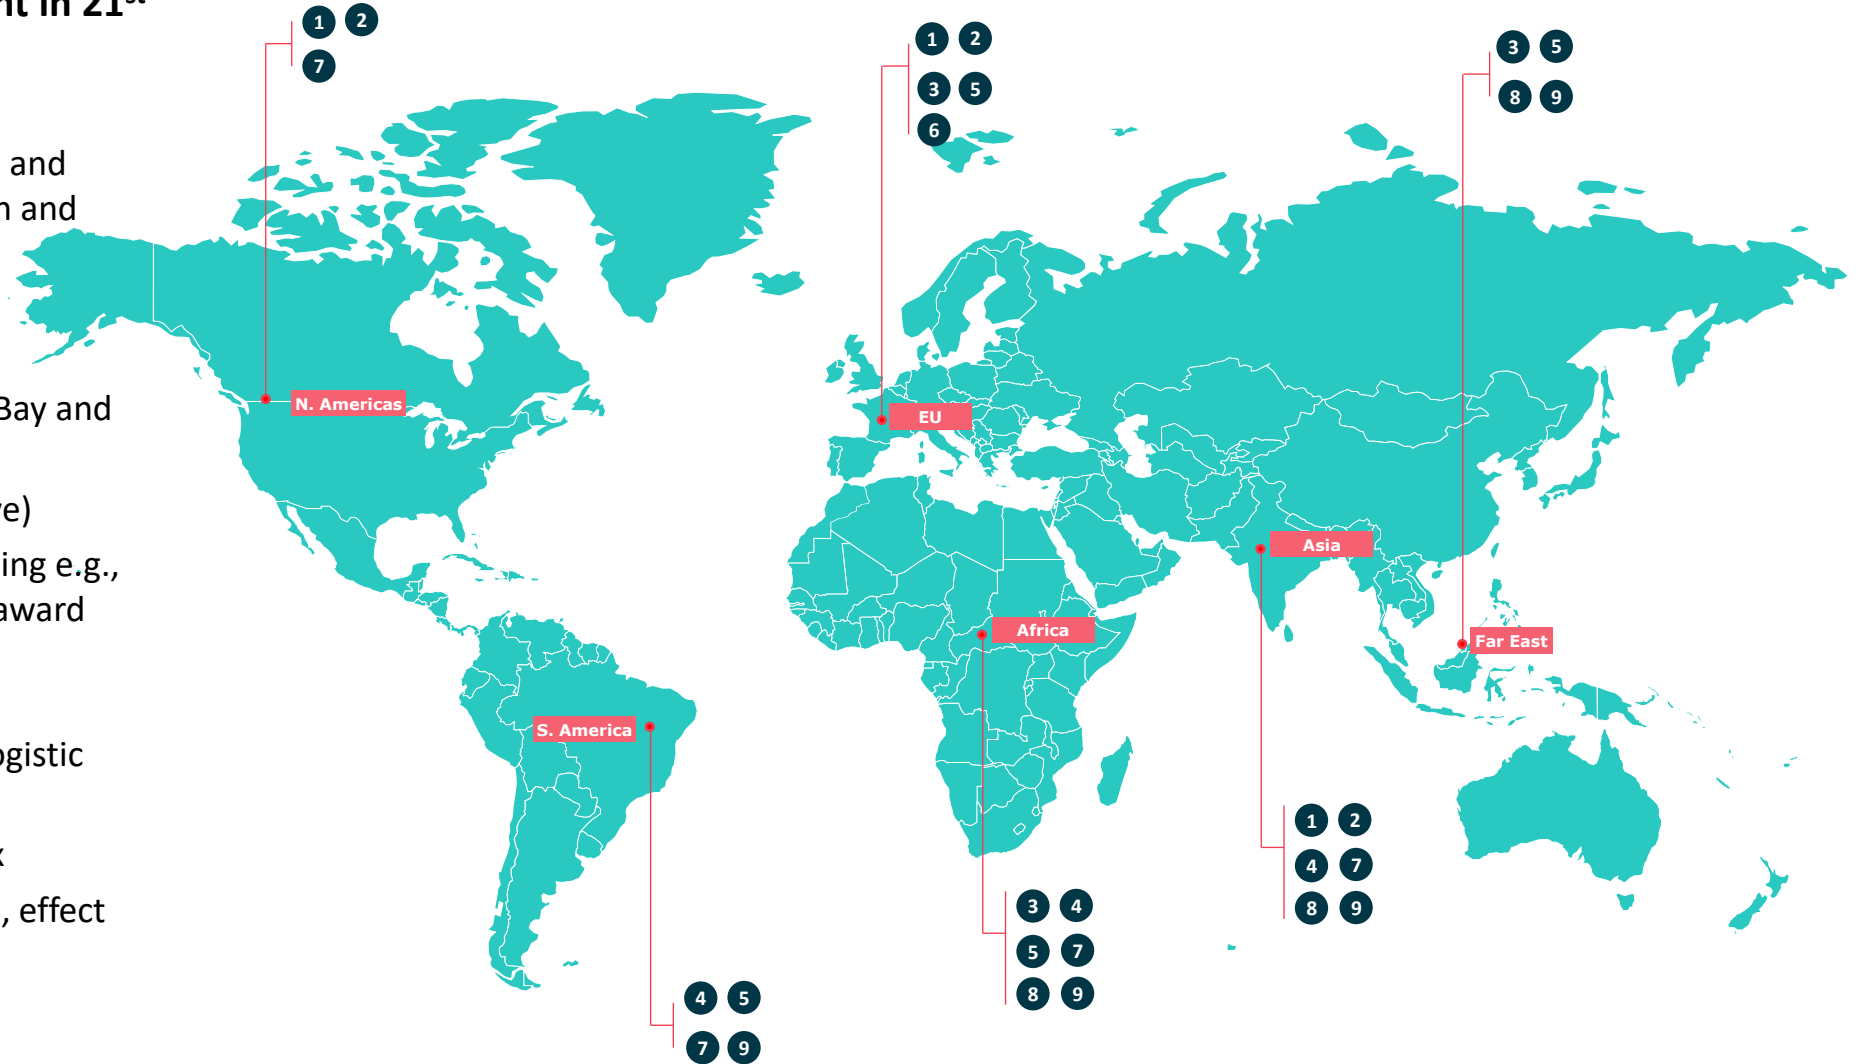 nt in 21st
and
n and
Bay and
ve)
ing e.g.,
award
ogistic
x
, effect
1 2
7
N. Americas
1 2
3 5
6
EU
3 5
8 9
Far East
Asia
1 2
4 7
8 9
Africa
3 4
5 7
8 9
S. America
4 5
7 9